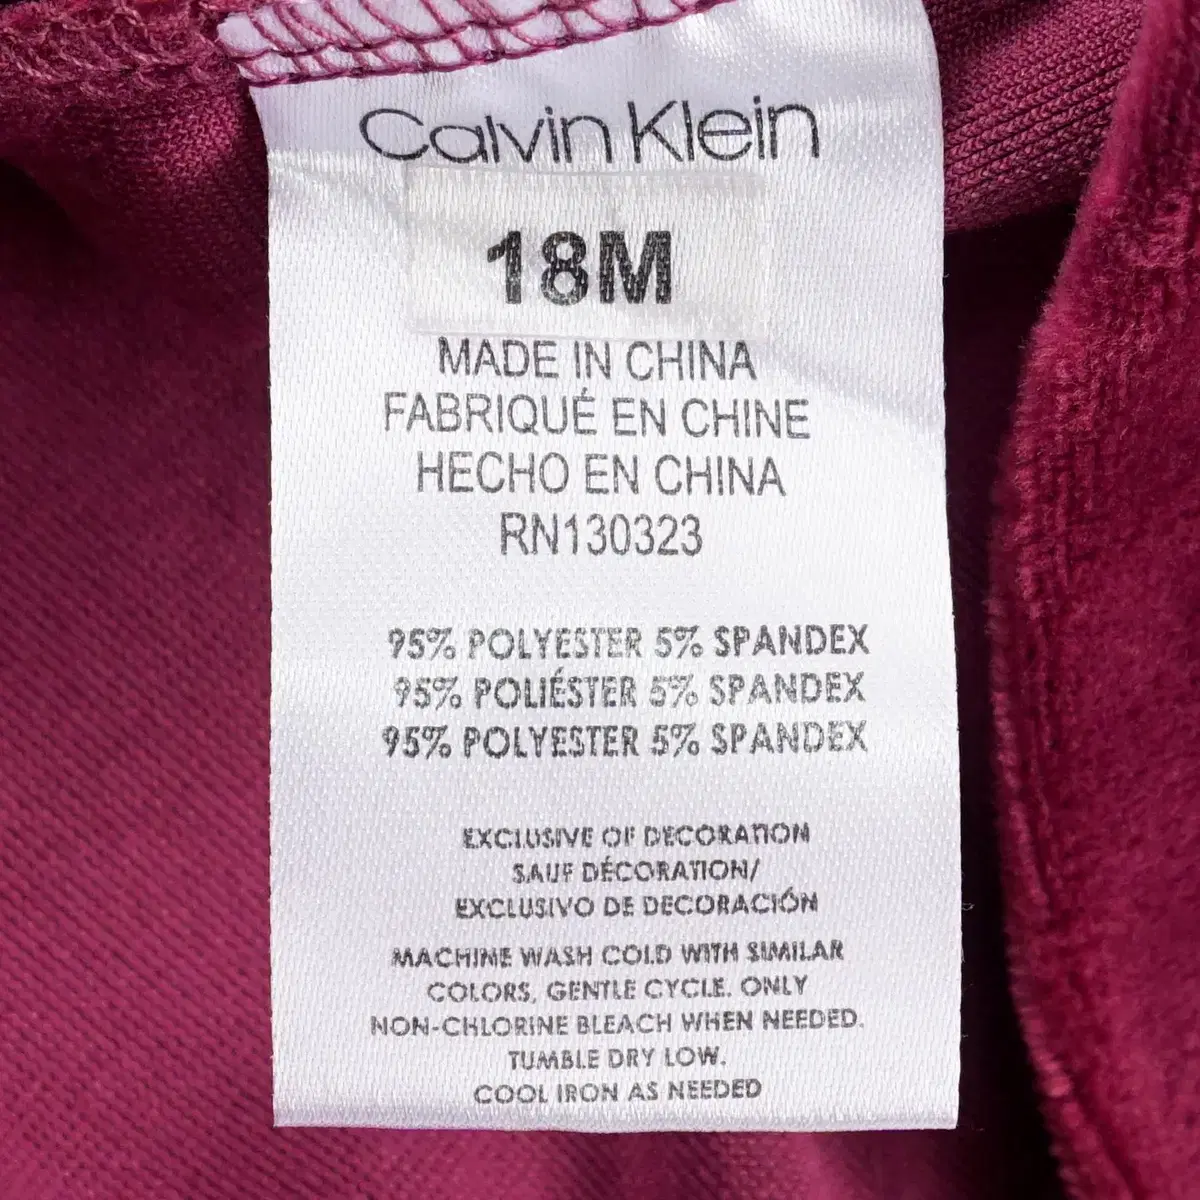 Calvin Klein
18M
MADE IN CHINA
FABRIQUÉ EN CHINE
HECHO EN CHINA
RN130323
95% POLYESTER 5% SPANDEX
95% POLIÉSTER 5% SPANDEX
95% POLYESTER 5% SPANDEX
EXCLUSIVE OF DECORATION
SAUF DÉCORATION/
EXCLUSIVO DE DECORACIÓN
MACHINE WASH COLD WITH SIMILAR
COLORS, GENTLE CYCLE. ONLY
NON-CHLORINE BLEACH WHEN NEEDED.
TUMBLE DRY LOW.
COOL IRON AS NEEDED